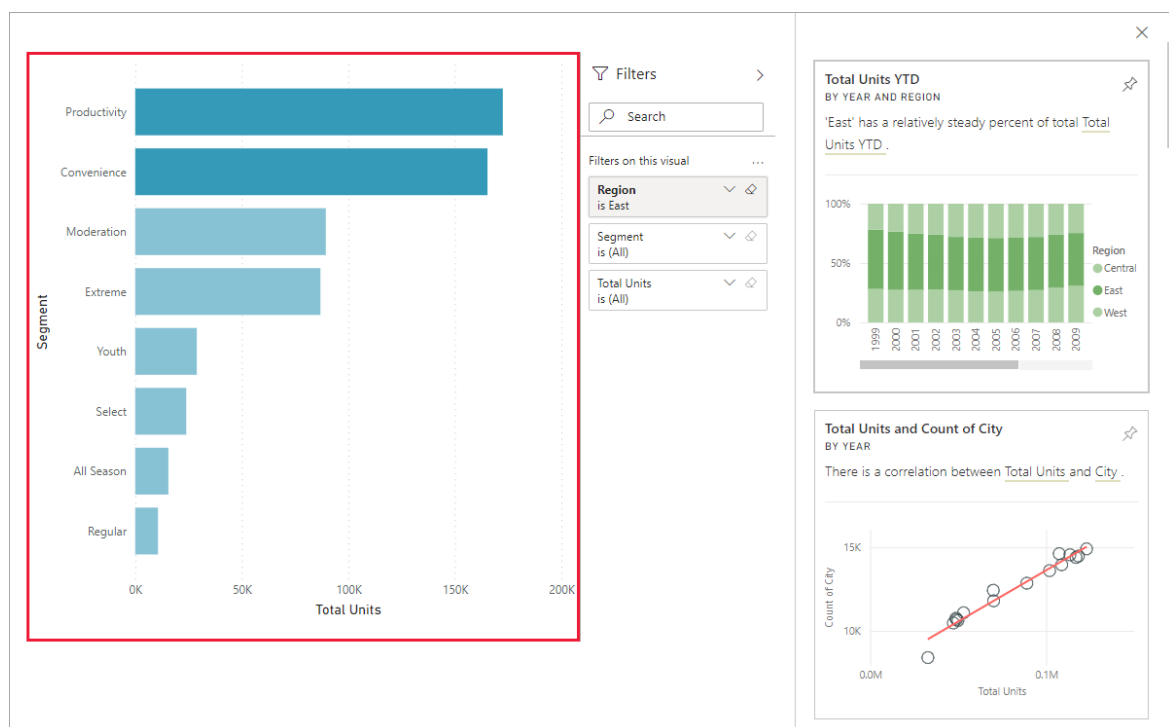 Productivity
Convenience
Moderation
Extreme
Youth
Select
All Season
Regular
Segment
0K 50K 100K 150K 200K
Total Units
Filters
Search
Filters on this visual ...
Region
is East
Segment
is (All)
Total Units
is (All)
Total Units YTD
BY YEAR AND REGION
'East' has a relatively steady percent of total Total
Units YTD .
100%
50%
0%
1999 2000 2001 2002 2003 2004 2005 2006 2007 2008 2009
Region
Central
East
West
Total Units and Count of City
BY YEAR
There is a correlation between Total Units and City .
15K
10K
Count of City
0.0M 0.1M
Total Units